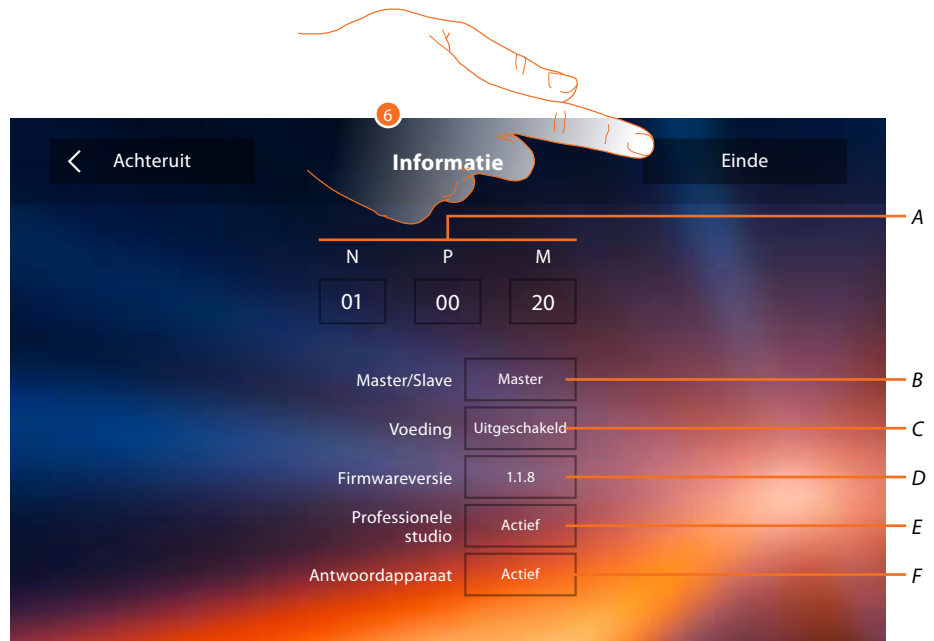 6
Achteruit
Informatie
Einde
A
N P M
01 00 20
Master/Slave Master B
Voeding Uitgeschakeld C
Firmwareversie 1.1.8 D
Professionele
studio Actief E
Antwoordapparaat Actief F